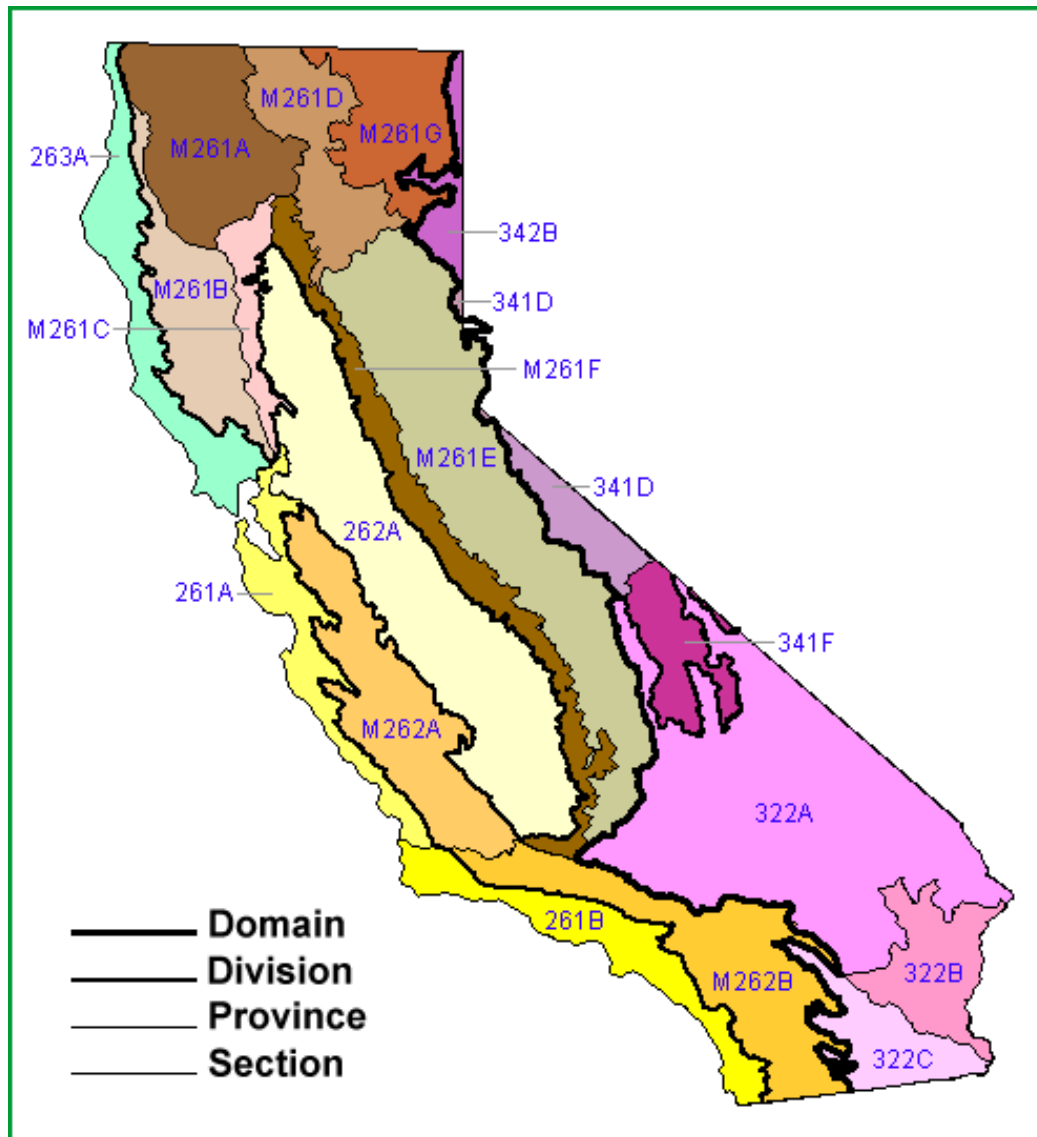 M261D
M261G
M261A
263A
342B
M261B
341D
M261C
M261F
M261E
341D
262A
261A
341F
M262A
322A
261B
Domain
322B
Division
M262B
Province
322C
Section